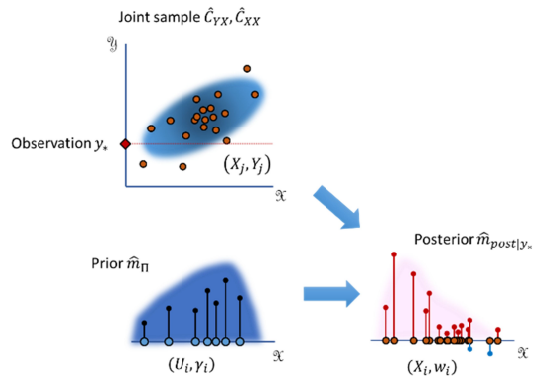 Joint sample Ĉ_YX, Ĉ_XX
𝒴
Observation y_*
(X_j, Y_j)
𝒳
Prior m̂_Π
𝒳
(U_i, γ_i)
Posterior m̂_post|y_*
𝒳
(X_i, w_i)